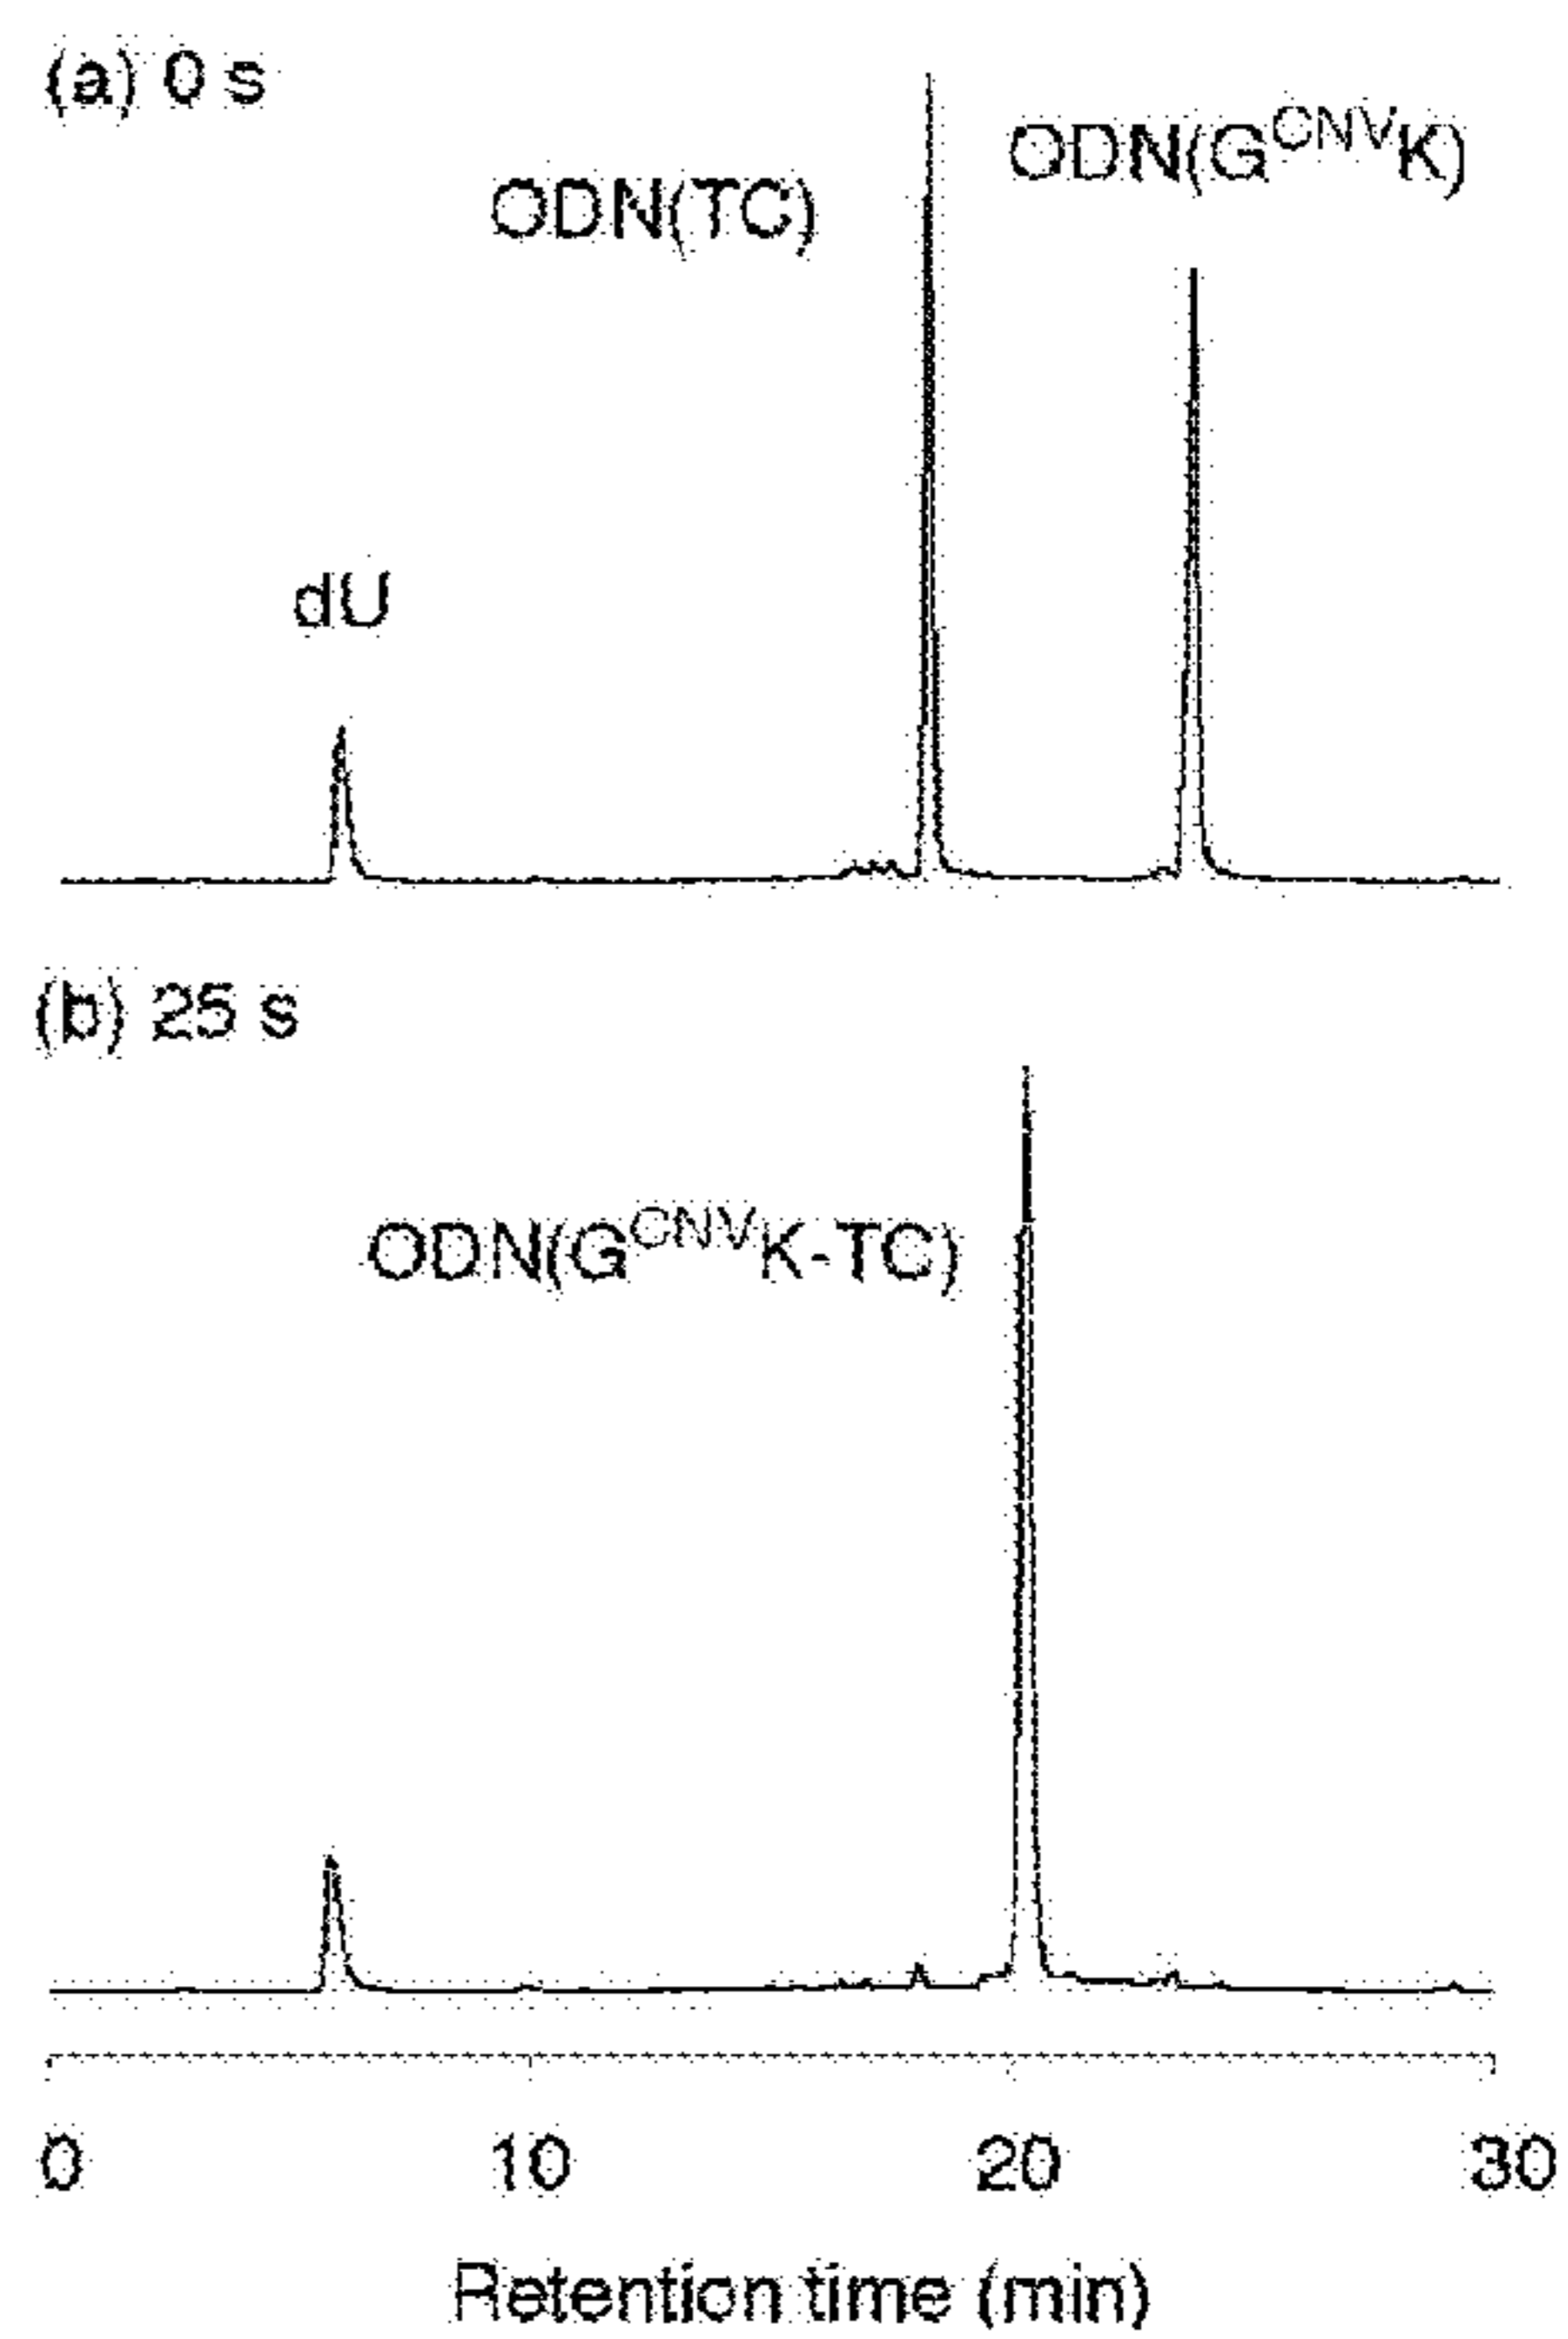 (a) 0 s
ODN(G^CNV K)
ODN(TC)
dU
(b) 25 s
ODN(G^CNV K-TC)
0 10 20 30
Retention time (min)